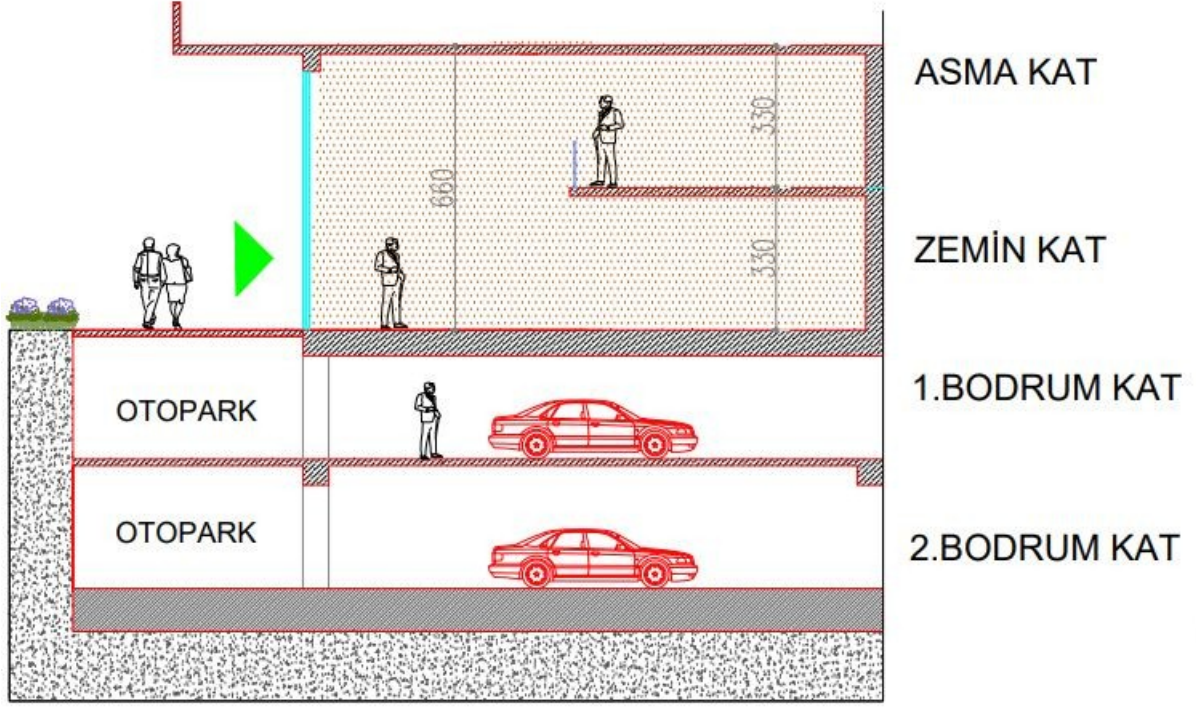 ASMA KAT
330
660
ZEMİN KAT
330
1.BODRUM KAT
OTOPARK
OTOPARK
2.BODRUM KAT